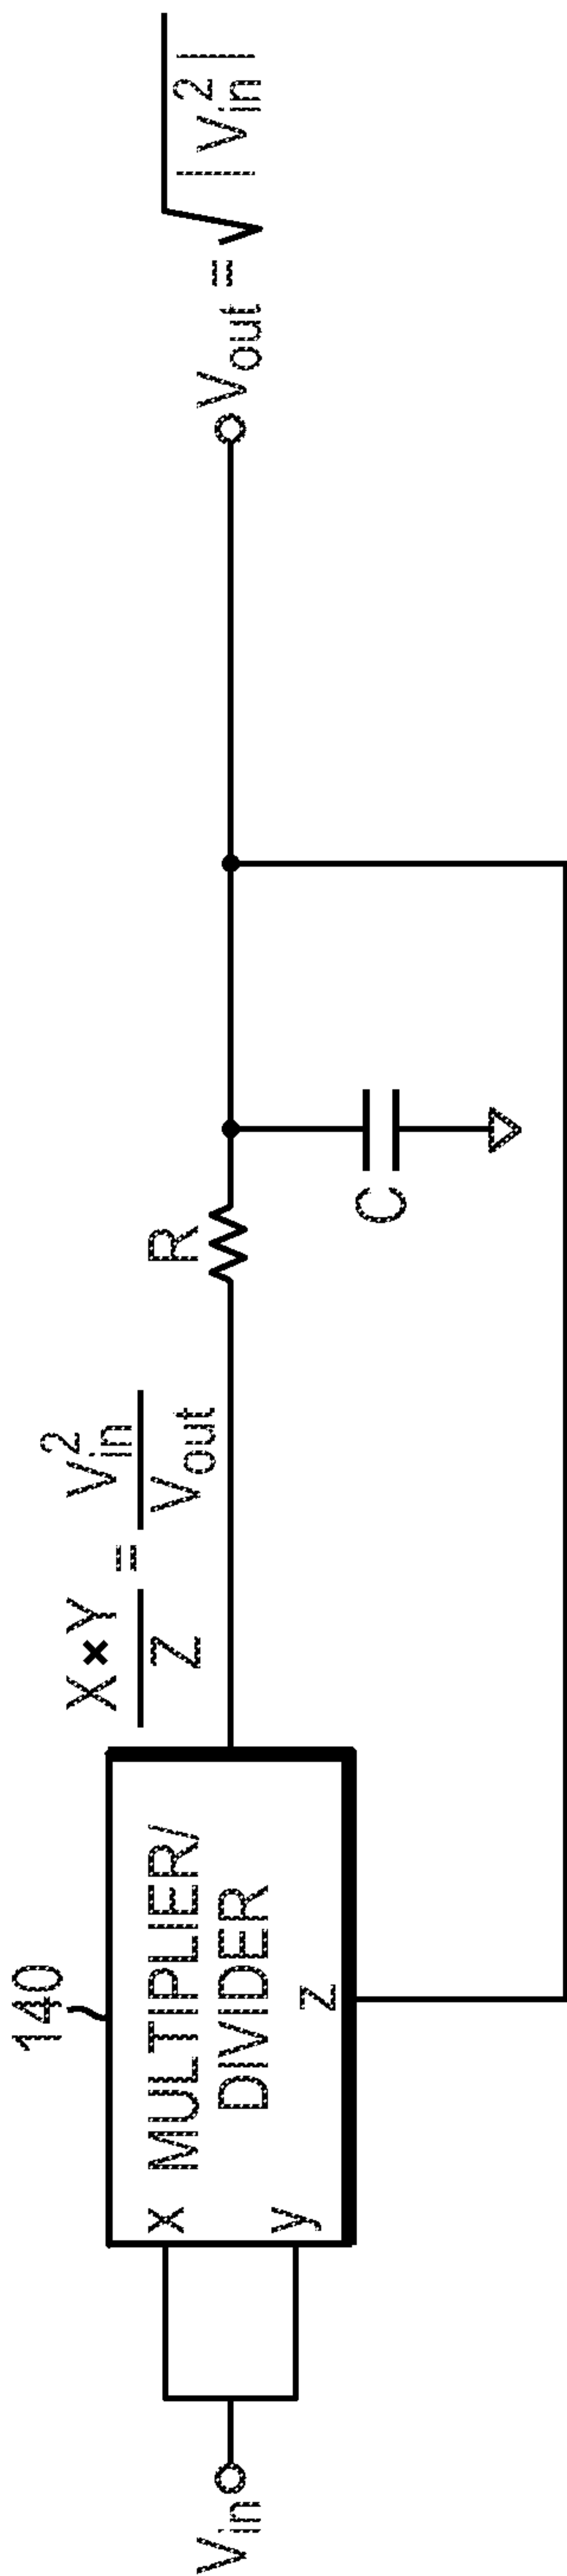 V_in
140
x
MULTIPLIER/
DIVIDER
y
z
X × Y / Z = V_in^2 / V_out
R
C
V_out = √|V_in^2|